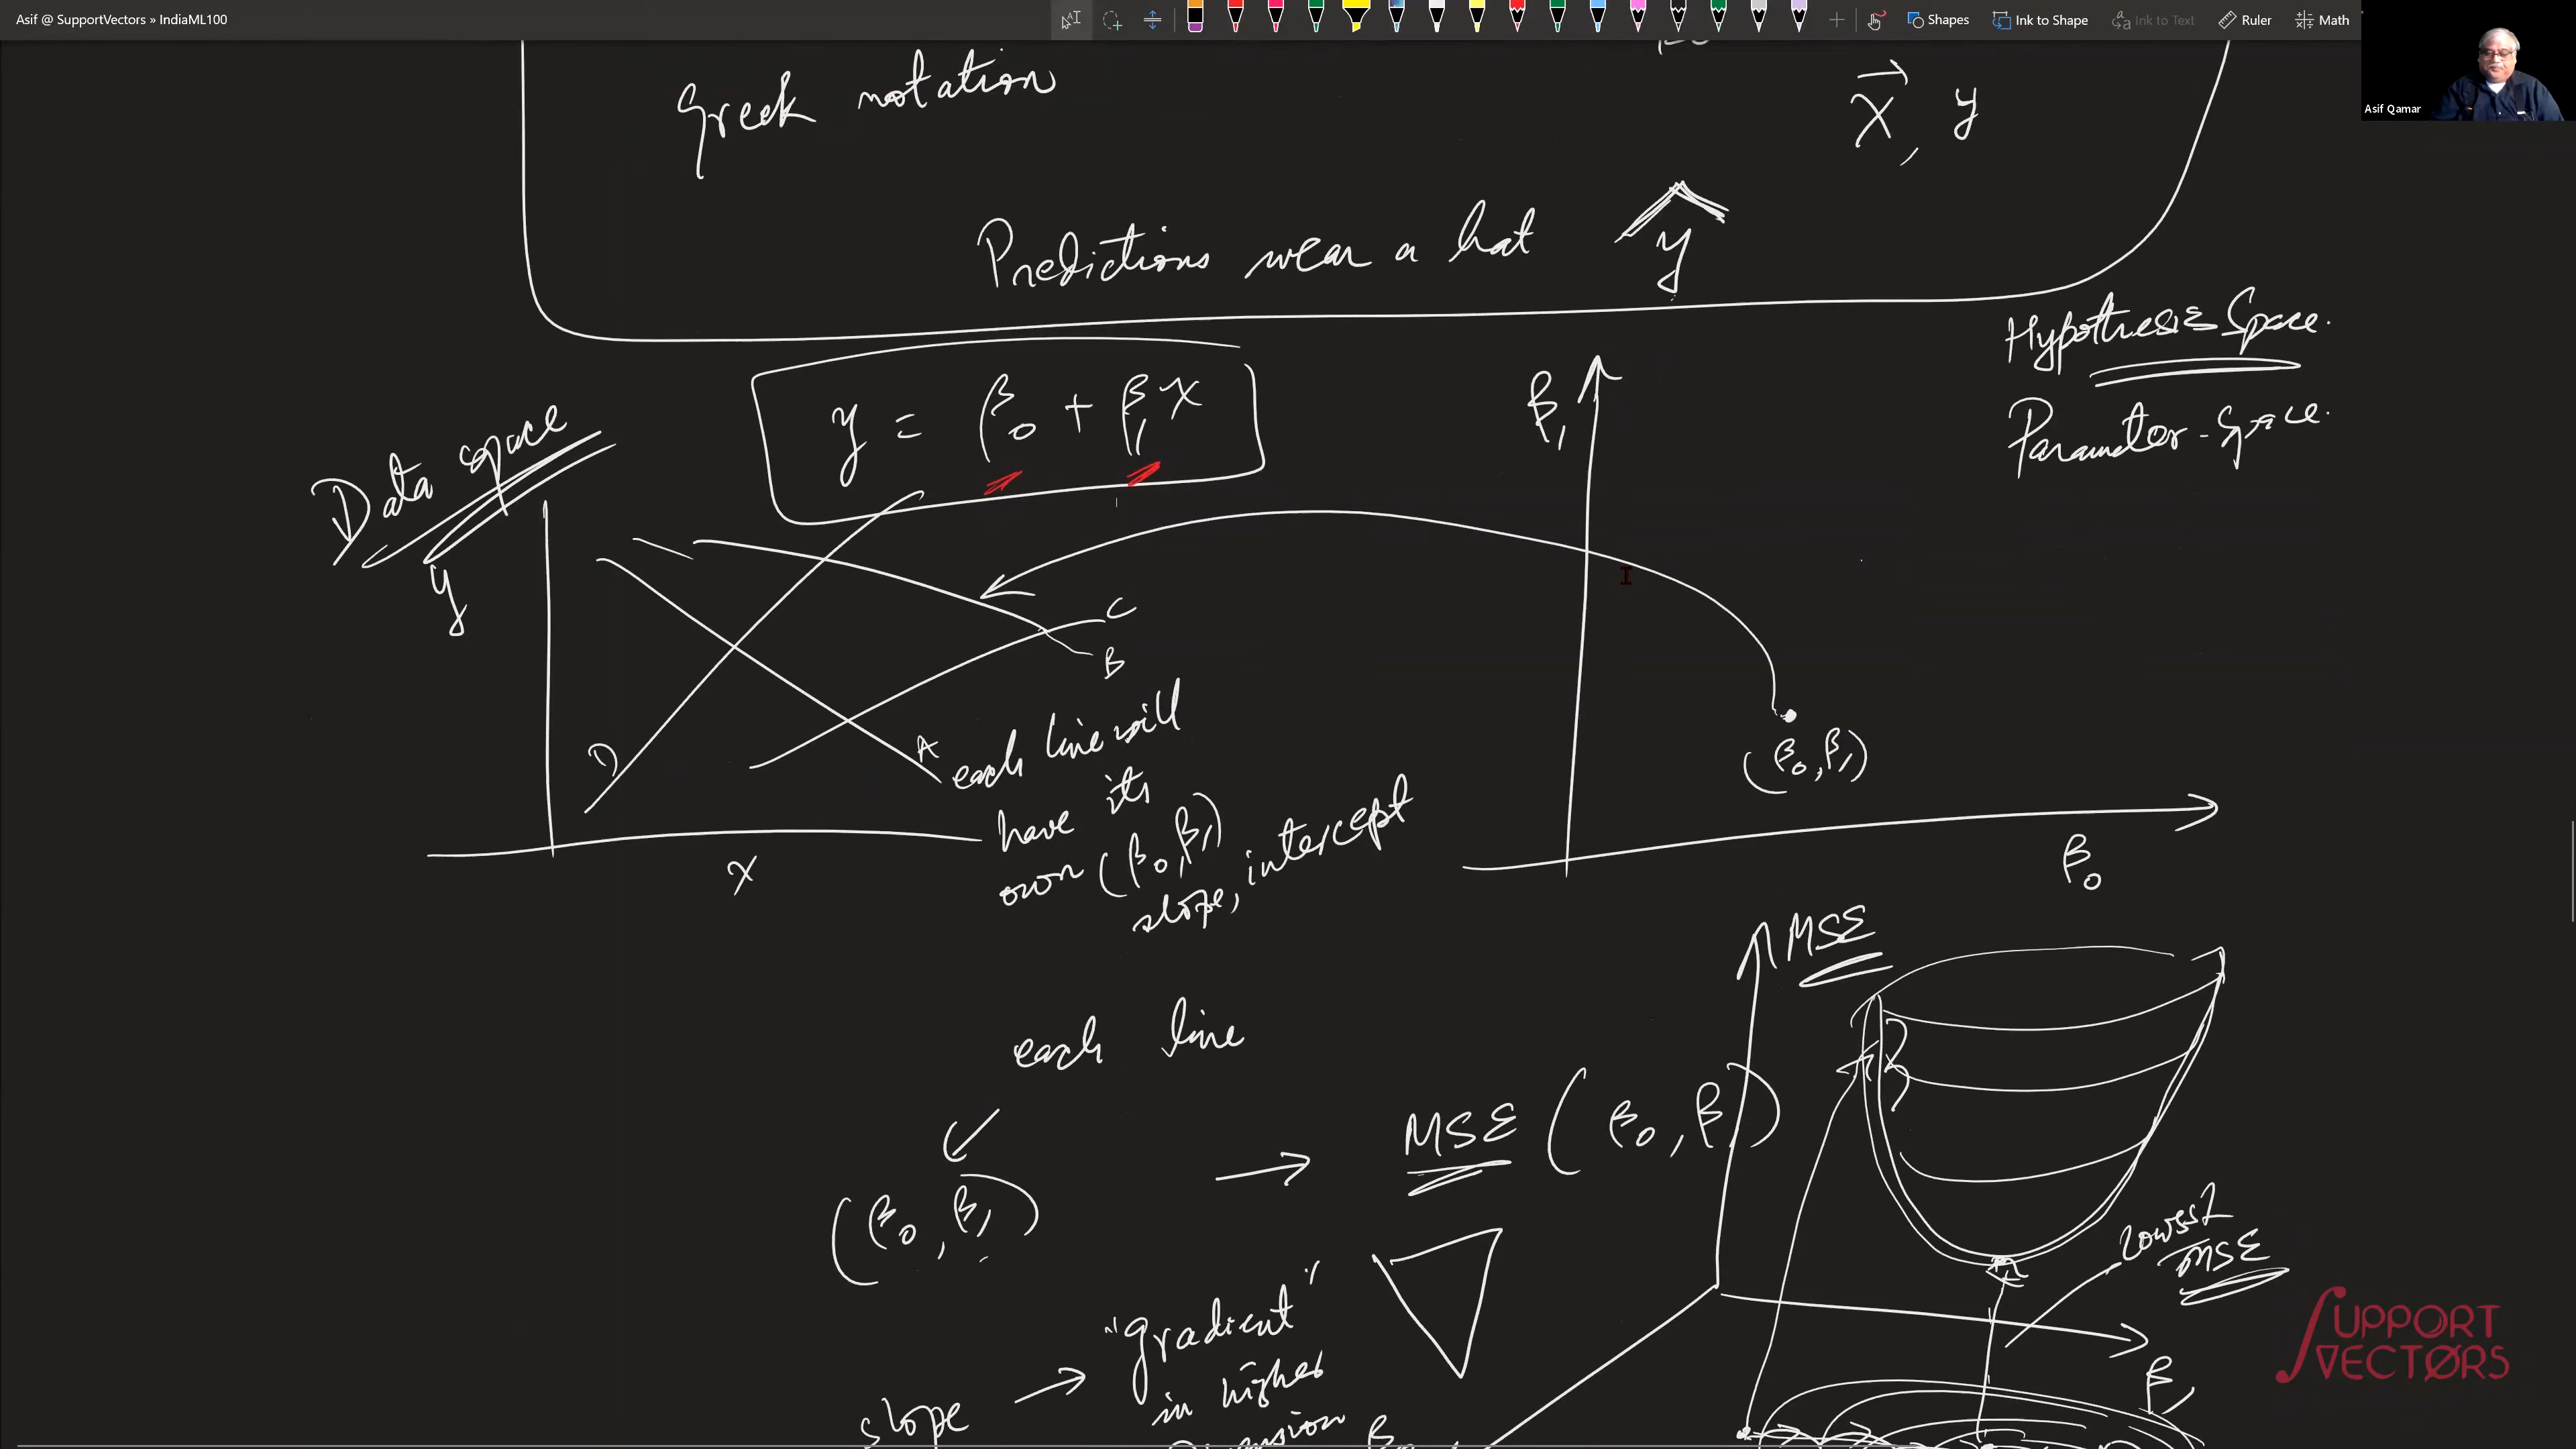 Asif @ SupportVectors » IndiaML100
Shapes
Ink to Shape
Ink to Text
Ruler
Math
Asif Qamar
Greek notation
x⃗, y
Predictions wear a hat ŷ
Hypothesis Space.
Parameter-Space.
Data space
y = β₀ + β₁x
β₁
y
C
B
D
A
each line will
have its
own (β₀, β₁)
slope, intercept
x
(β₀, β₁)
β₀
MSE
each line
(β₀, β₁) → MSE (β₀, β₁)
lowest
MSE
slope → "gradient"
in higher
∇
β₁
SUPPORT
VECTORS